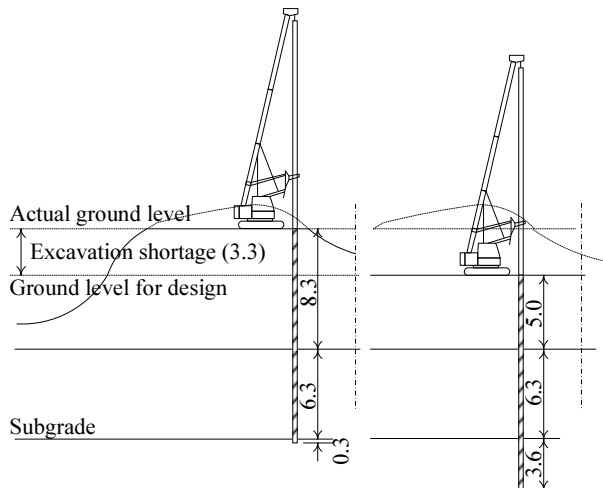 Actual ground level
Excavation shortage (3.3)
Ground level for design
8.3
5.0
6.3
6.3
Subgrade
0.3
3.6